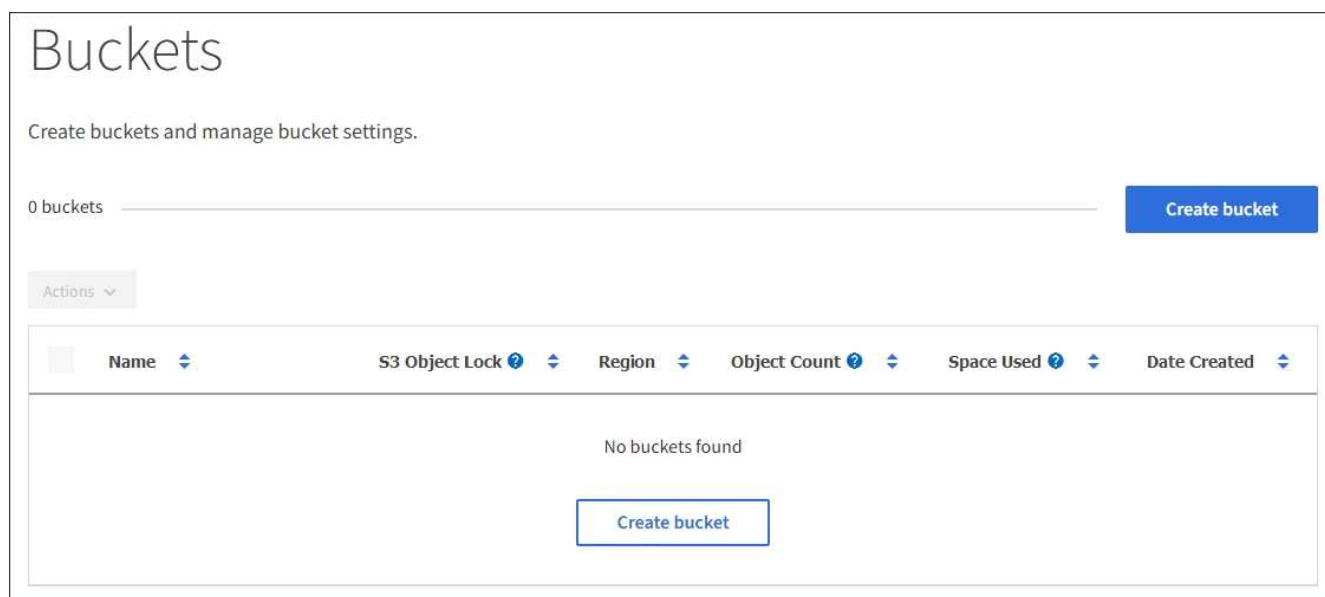 Buckets
Create buckets and manage bucket settings.
0 buckets
Create bucket
Actions
Name S3 Object Lock ? Region Object Count ? Space Used ? Date Created
No buckets found
Create bucket